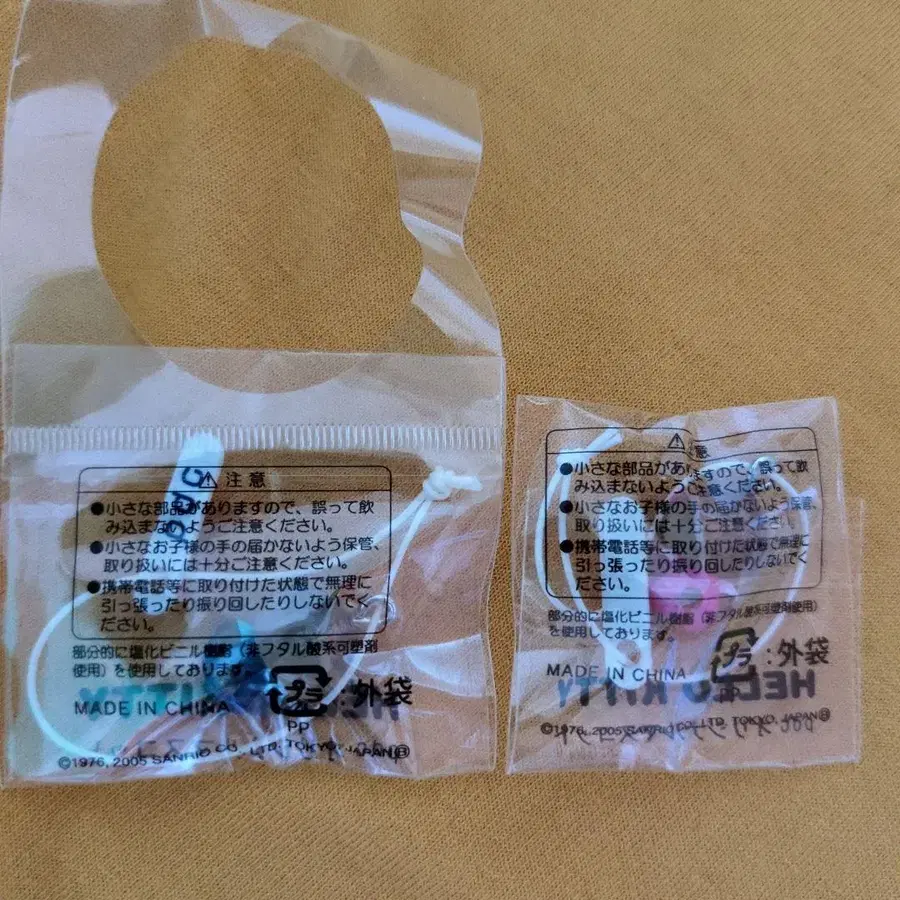 ⚠ 注意
●小さな部品がありますので、誤って飲
み込まないようご注意ください。
●小さなお子様の手の届かないよう保管、
取り扱いには十分ご注意ください。
●携帯電話等に取り付けた状態で無理に
引っ張ったり振り回したりしないでく
ださい。
部分的に塩化ビニル樹脂(非フタル酸系可塑剤
使用)を使用しております。
MADE IN CHINA
プラ
:外袋
PP
©1976, 2005 SANRIO CO., LTD. TOKYO, JAPAN Ⓗ
HELLO KITTY
⚠ 注意
●小さな部品がありますので、誤って飲
み込まないようご注意ください。
●小さなお子様の手の届かないよう保管、
取り扱いには十分ご注意ください。
●携帯電話等に取り付けた状態で無理に
引っ張ったり振り回したりしないでく
ださい。
部分的に塩化ビニル樹脂(非フタル酸系可塑剤使用)
を使用しております。
MADE IN CHINA
プラ
:外袋
©1976, 2005 SANRIO CO., LTD. TOKYO, JAPAN Ⓗ
HELLO KITTY